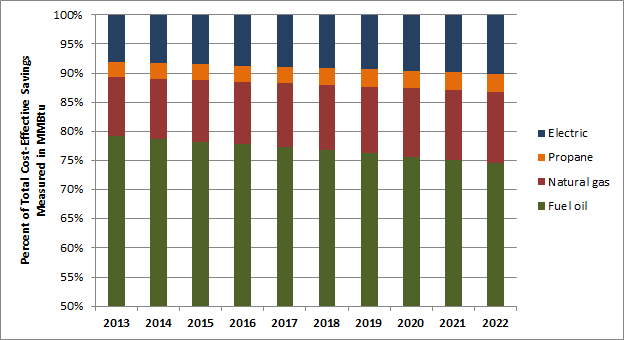 Percent of Total Cost-Effective Savings
Measured in MMBtu
100%
95%
90%
85%
80%
75%
70%
65%
60%
55%
50%
2013 2014 2015 2016 2017 2018 2019 2020 2021 2022
Electric
Propane
Natural gas
Fuel oil